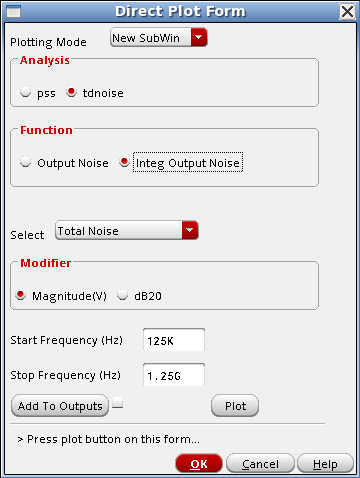 Direct Plot Form
Plotting Mode New SubWin
Analysis
pss tdnoise
Function
Output Noise Integ Output Noise
Select Total Noise
Modifier
Magnitude(V) dB20
Start Frequency (Hz) 125K
Stop Frequency (Hz) 1.25G
Add To Outputs Plot
> Press plot button on this form...
OK Cancel Help